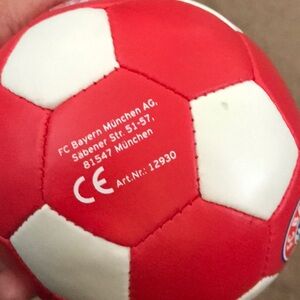 FC Bayern München AG,
Säbener Str. 51-57,
81547 München
CE Art.Nr.: 12930